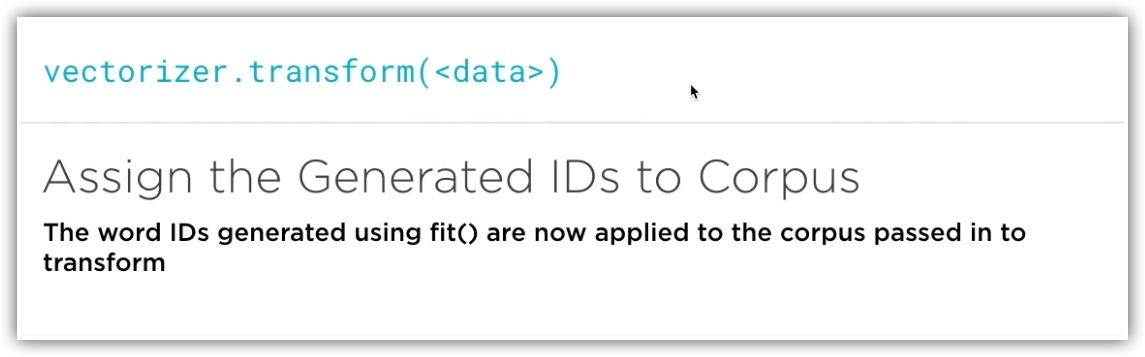 vectorizer.transform(<data>)
Assign the Generated IDs to Corpus
The word IDs generated using fit() are now applied to the corpus passed in to
transform